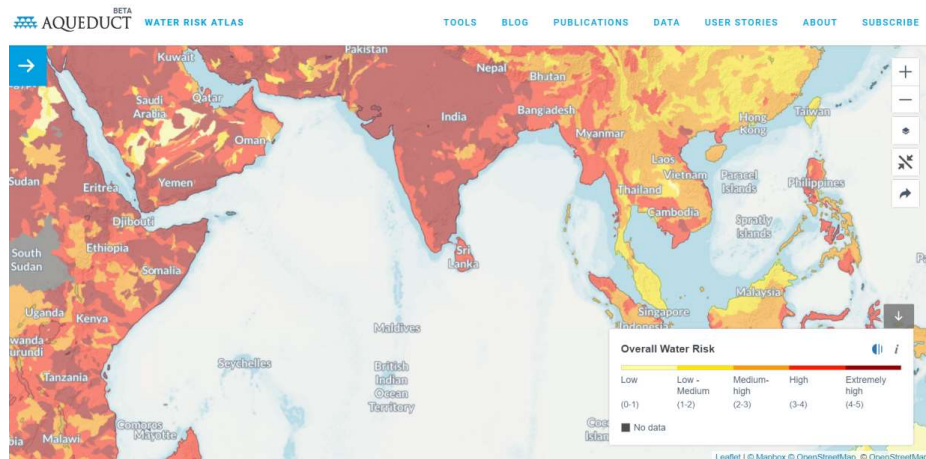 BETA
AQUEDUCT WATER RISK ATLAS TOOLS BLOG PUBLICATIONS DATA USER STORIES ABOUT SUBSCRIBE
Kuwait
Pakistan
Qatar
Nepal
Bhutan
Saudi
Arabia
India
Bangladesh
Hong
Kong
Taiwan
Oman
Myanmar
Laos
Sudan
Eritrea
Yemen
Thailand
Vietnam
Paracel
Islands
Philippines
Djibouti
Cambodia
South
Sudan
Ethiopia
Somalia
Sri
Lanka
Spratly
Islands
Malaysia
Uganda
Kenya
Maldives
Singapore
Indonesia
Seychelles
British
Indian
Ocean
Territory
Tanzania
Comoros
Mayotte
Malawi
Overall Water Risk
Low
Low -
Medium
Medium-
high
High
Extremely
high
(0-1) (1-2) (2-3) (3-4) (4-5)
No data
Leaflet | © Mapbox © OpenStreetMap, © OpenStreetMap